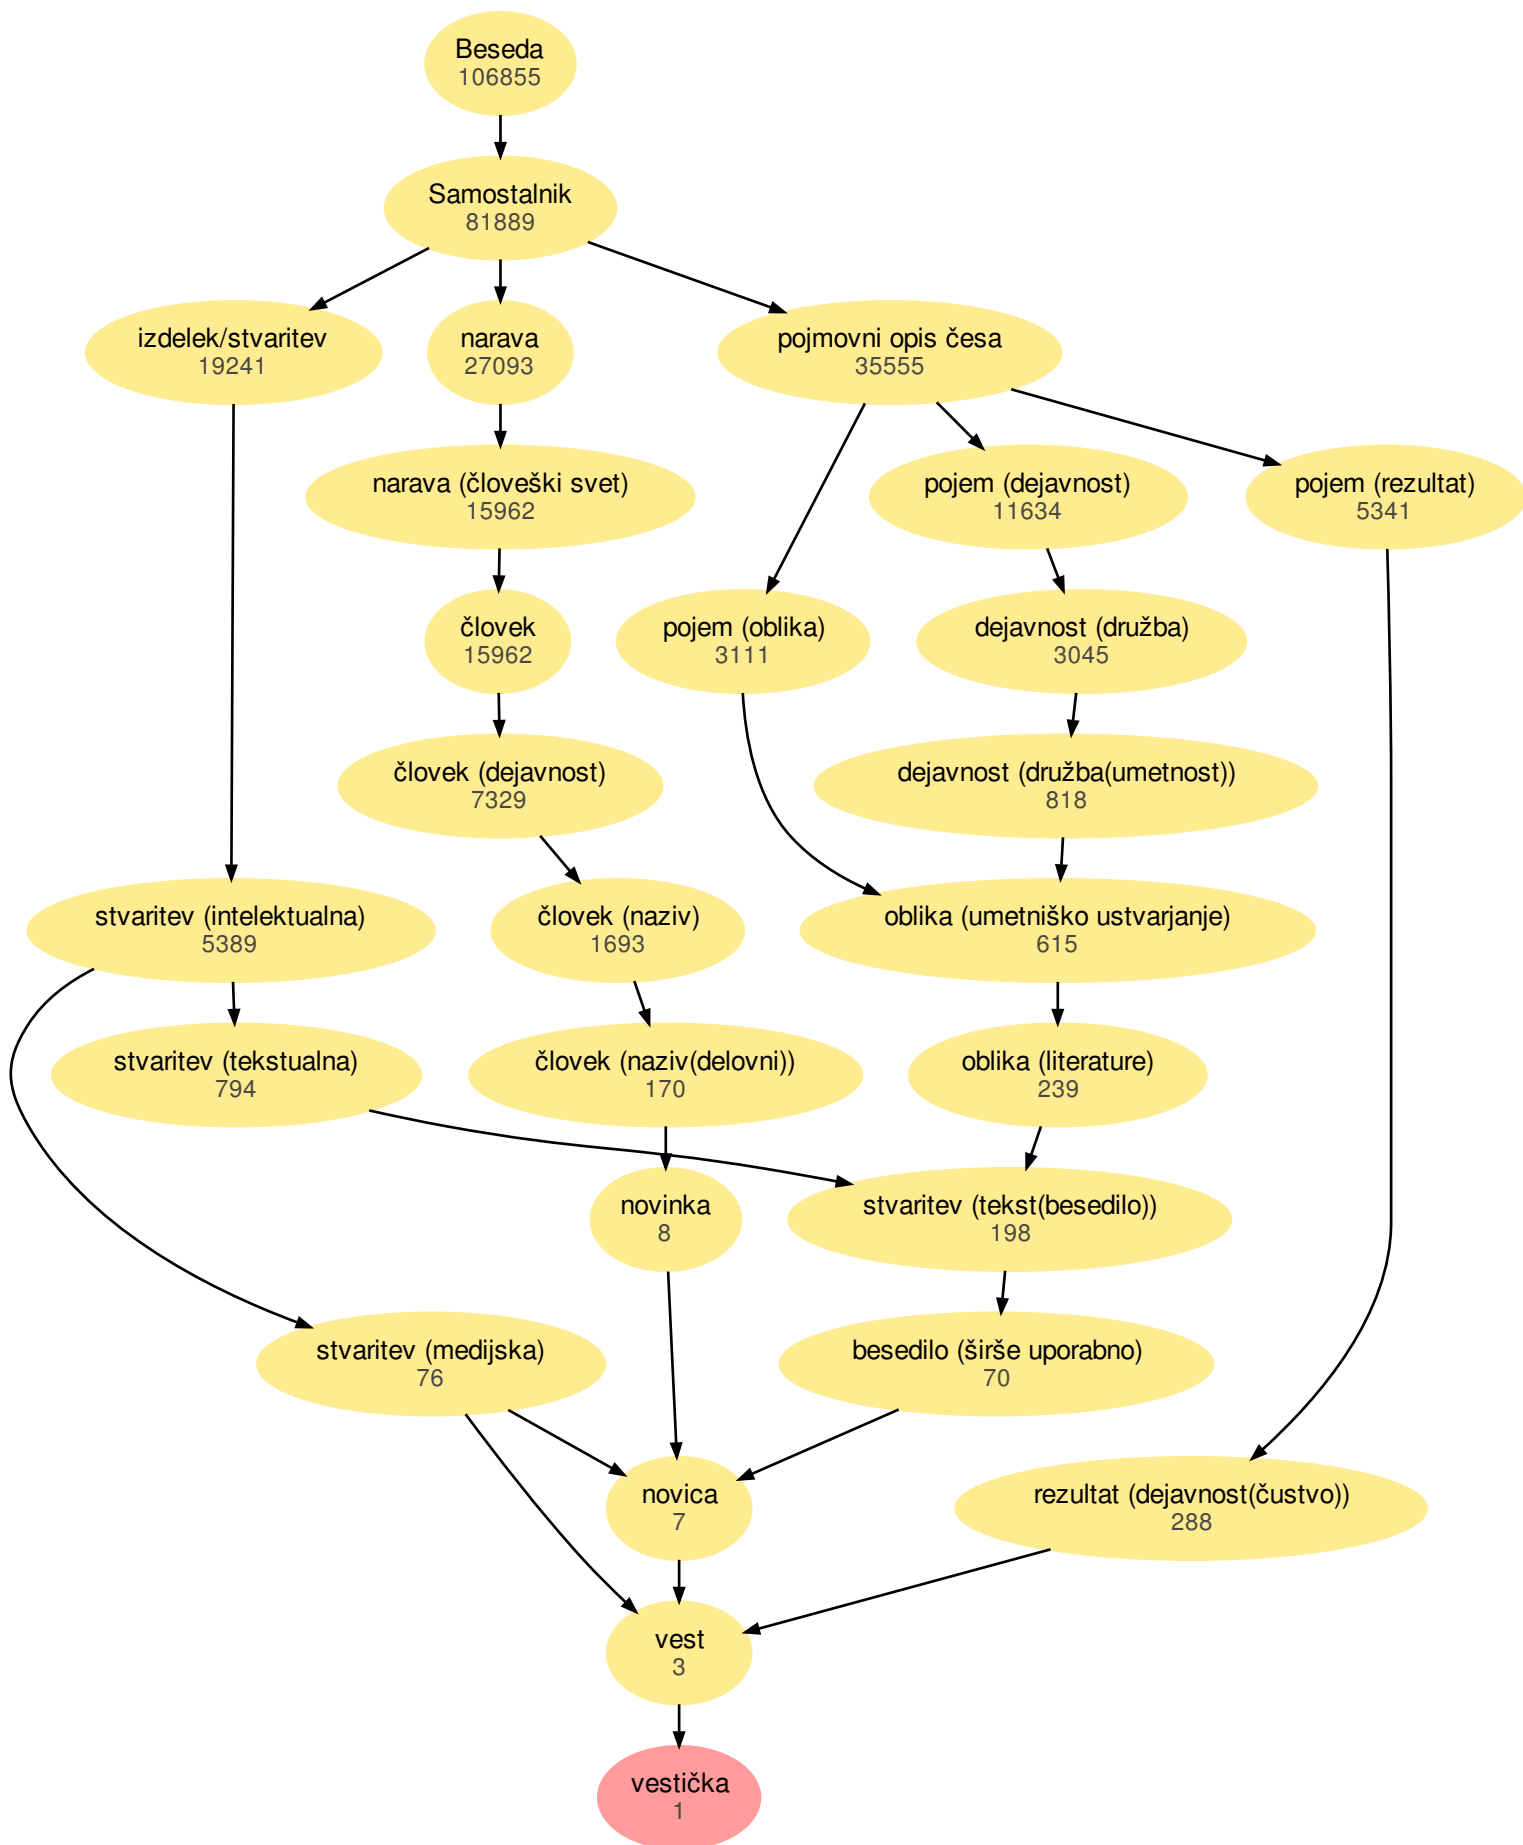 Beseda
106855
Samostalnik
81889
izdelek/stvaritev
19241
narava
27093
pojmovni opis česa
35555
narava (človeški svet)
15962
pojem (dejavnost)
11634
pojem (rezultat)
5341
človek
15962
pojem (oblika)
3111
dejavnost (družba)
3045
človek (dejavnost)
7329
dejavnost (družba(umetnost))
818
stvaritev (intelektualna)
5389
človek (naziv)
1693
oblika (umetniško ustvarjanje)
615
stvaritev (tekstualna)
794
človek (naziv(delovni))
170
oblika (literature)
239
novinka
8
stvaritev (tekst(besedilo))
198
stvaritev (medijska)
76
besedilo (širše uporabno)
70
novica
7
rezultat (dejavnost(čustvo))
288
vest
3
vestička
1